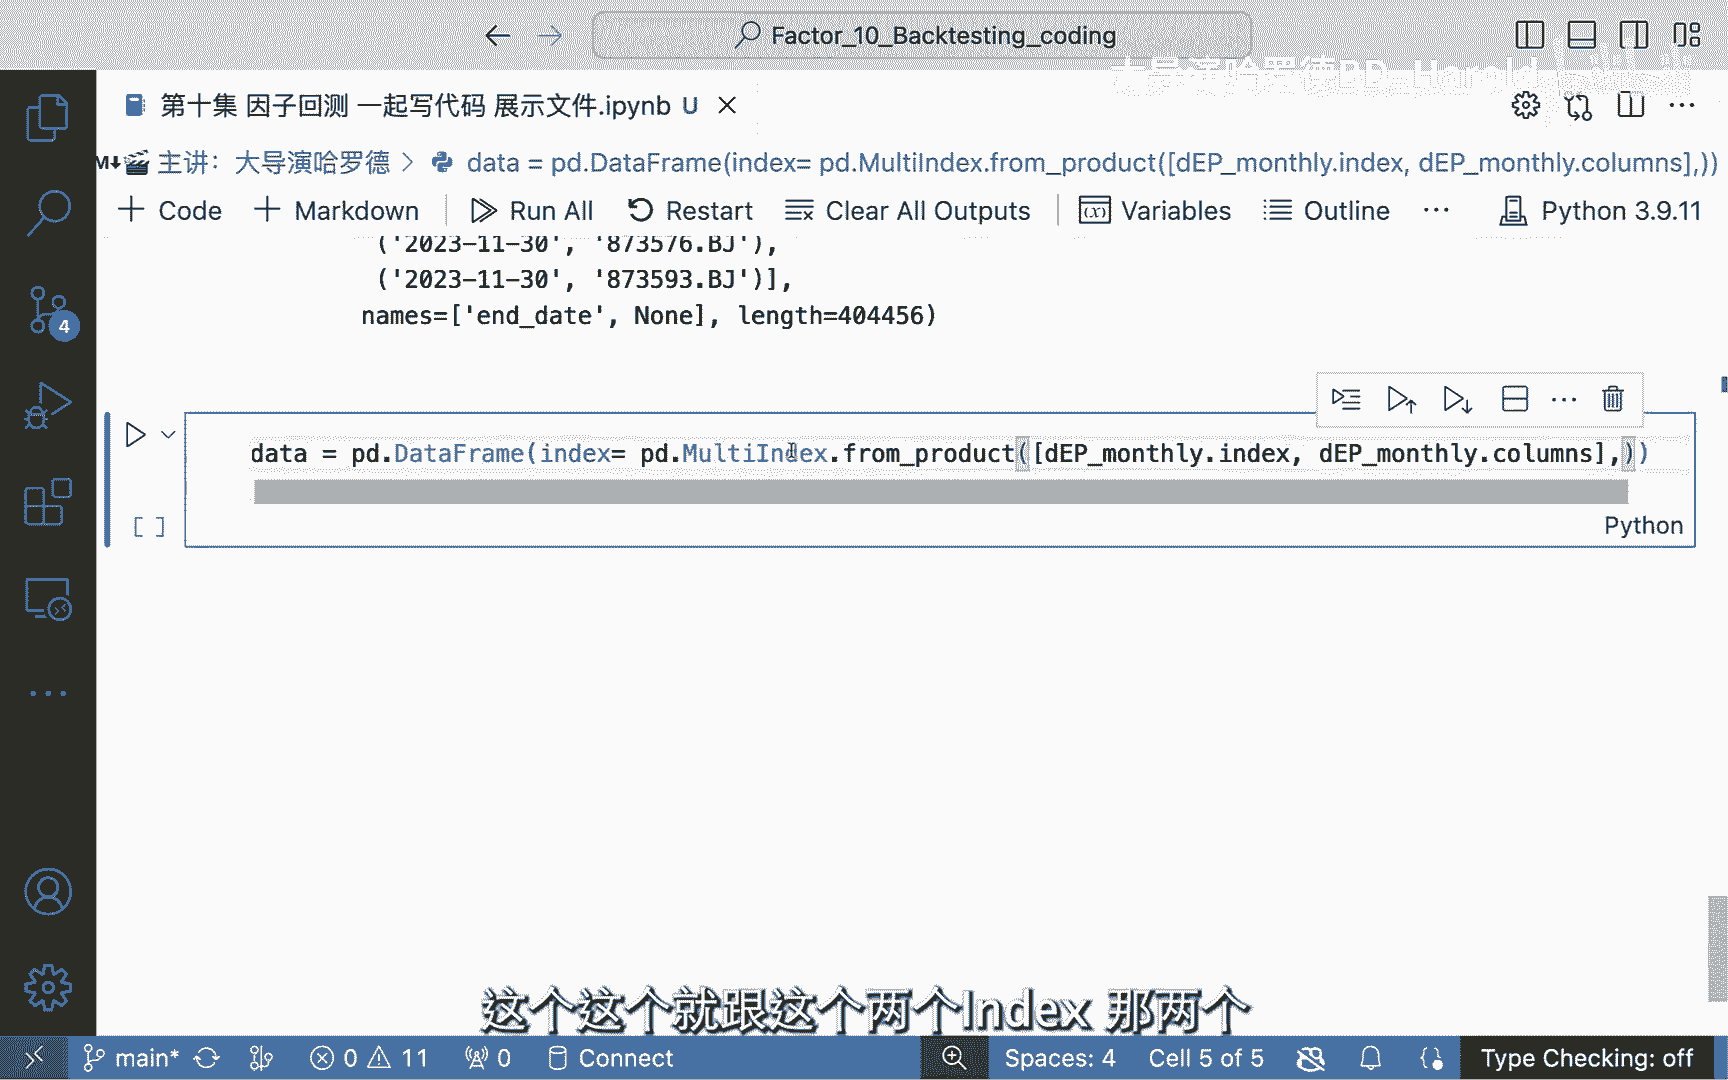 Factor_10_Backtesting_coding
第十集 因子回测 一起写代码 展示文件.ipynb U
主讲：大导演哈罗德 > data = pd.DataFrame(index= pd.MultiIndex.from_product([dEP_monthly.index, dEP_monthly.columns],))
Code Markdown Run All Restart Clear All Outputs Variables Outline ... Python 3.9.11
('2023-11-30', '873576.BJ'),
('2023-11-30', '873593.BJ')],
names=['end_date', None], length=404456)
data = pd.DataFrame(index= pd.MultiIndex.from_product([dEP_monthly.index, dEP_monthly.columns],))
[ ]
Python
这个这个就跟这个两个Index 那两个
4
main* 0 11 0 Connect Spaces: 4 Cell 5 of 5 Type Checking: off